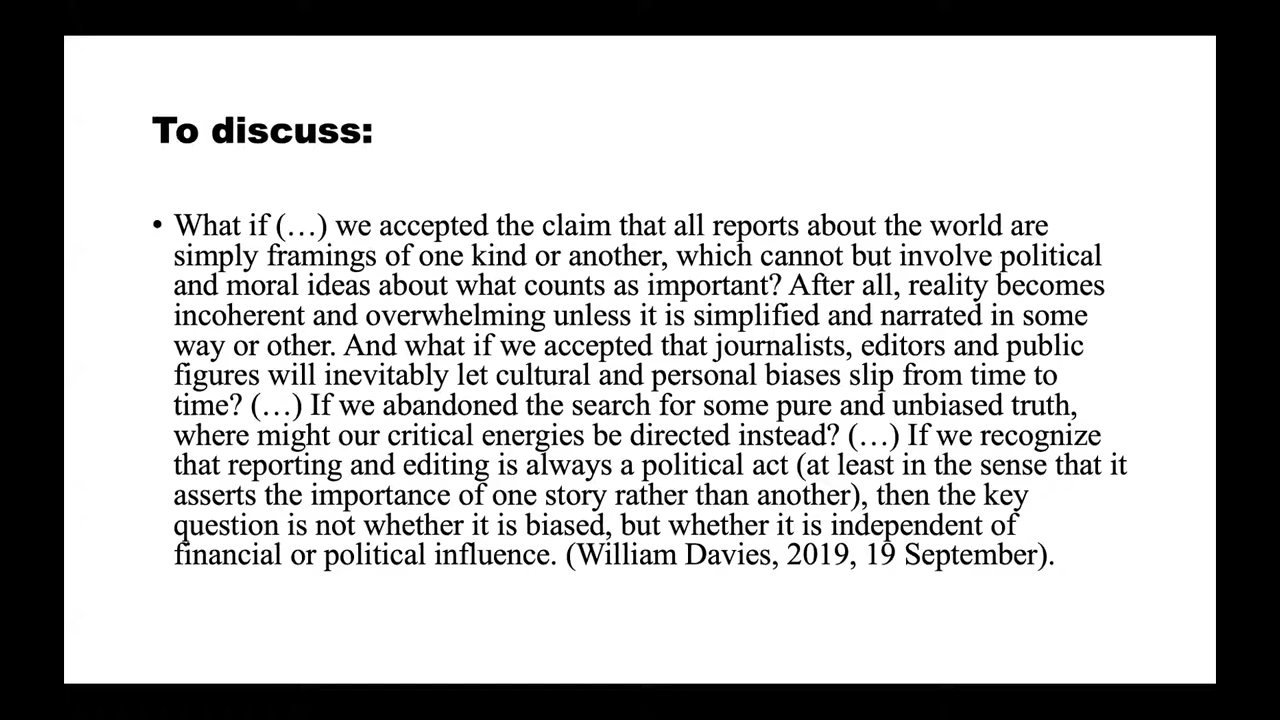 To discuss:
• What if (…) we accepted the claim that all reports about the world are
simply framings of one kind or another, which cannot but involve political
and moral ideas about what counts as important? After all, reality becomes
incoherent and overwhelming unless it is simplified and narrated in some
way or other. And what if we accepted that journalists, editors and public
figures will inevitably let cultural and personal biases slip from time to
time? (…) If we abandoned the search for some pure and unbiased truth,
where might our critical energies be directed instead? (…) If we recognize
that reporting and editing is always a political act (at least in the sense that it
asserts the importance of one story rather than another), then the key
question is not whether it is biased, but whether it is independent of
financial or political influence. (William Davies, 2019, 19 September).